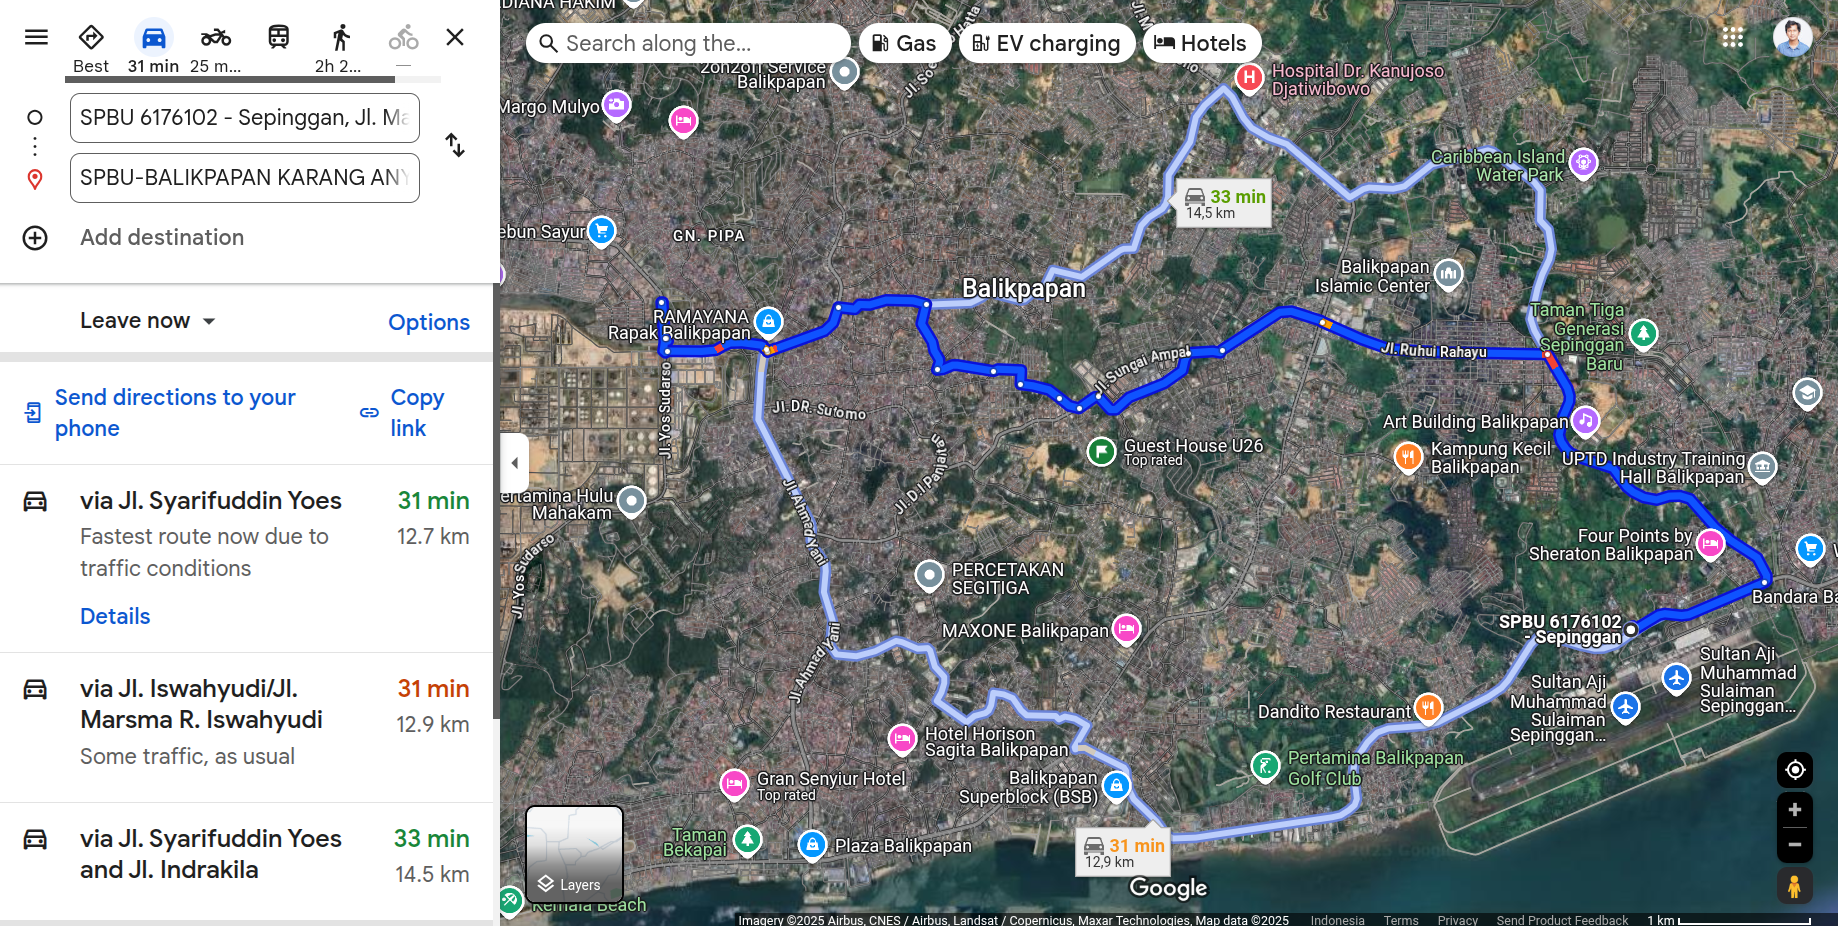 Best
31 min
25 m...
2h 2...
—
SPBU 6176102 - Sepinggan, Jl. Ma
SPBU-BALIKPAPAN KARANG ANY
Add destination
Leave now
Options
Send directions to your
phone
Copy
link
via Jl. Syarifuddin Yoes
31 min
Fastest route now due to
traffic conditions
12.7 km
Details
via Jl. Iswahyudi/Jl.
Marsma R. Iswahyudi
31 min
12.9 km
Some traffic, as usual
via Jl. Syarifuddin Yoes
and Jl. Indrakila
33 min
14.5 km
DIANA HAKIM
Search along the...
Gas
EV charging
Hotels
Zonzon Service
Balikpapan
Margo Mulyo
Hospital Dr. Kanujoso
Djatiwibowo
Caribbean Island
Water Park
33 min
14,5 km
ebun Sayur
GN. PIPA
Balikpapan
Balikpapan
Islamic Center
RAMAYANA
Rapak Balikpapan
Taman Tiga
Generasi
Sepinggan
Baru
Jl. Ruhui Rahayu
Jl. Sungai Ampal
Jl. Yos Sudarso
Jl. DR. Sutomo
Art Building Balikpapan
Guest House U26
Top rated
Kampung Kecil
Balikpapan
UPTD Industry Training
Hall Balikpapan
Jl. D.I. Panjaitan
ertamina Hulu
Mahakam
Jl. Ahmad Yani
Four Points by
Sheraton Balikpapan
Jl. Yos Sudarso
PERCETAKAN
SEGITIGA
Bandara Ba
MAXONE Balikpapan
SPBU 6176102
- Sepinggan
Jl. Ahmad Yani
Sultan Aji
Muhammad
Sulaiman
Sepinggan...
Sultan Aji
Muhammad
Sulaiman
Sepinggan...
Dandito Restaurant
Hotel Horison
Sagita Balikpapan
Pertamina Balikpapan
Golf Club
Gran Senyiur Hotel
Top rated
Balikpapan
Superblock (BSB)
Taman
Bekapai
Plaza Balikpapan
31 min
12,9 km
Layers
Kemala Beach
Google
Imagery ©2025 Airbus, CNES / Airbus, Landsat / Copernicus, Maxar Technologies, Map data ©2025
Indonesia
Terms
Privacy
Send Product Feedback
1 km